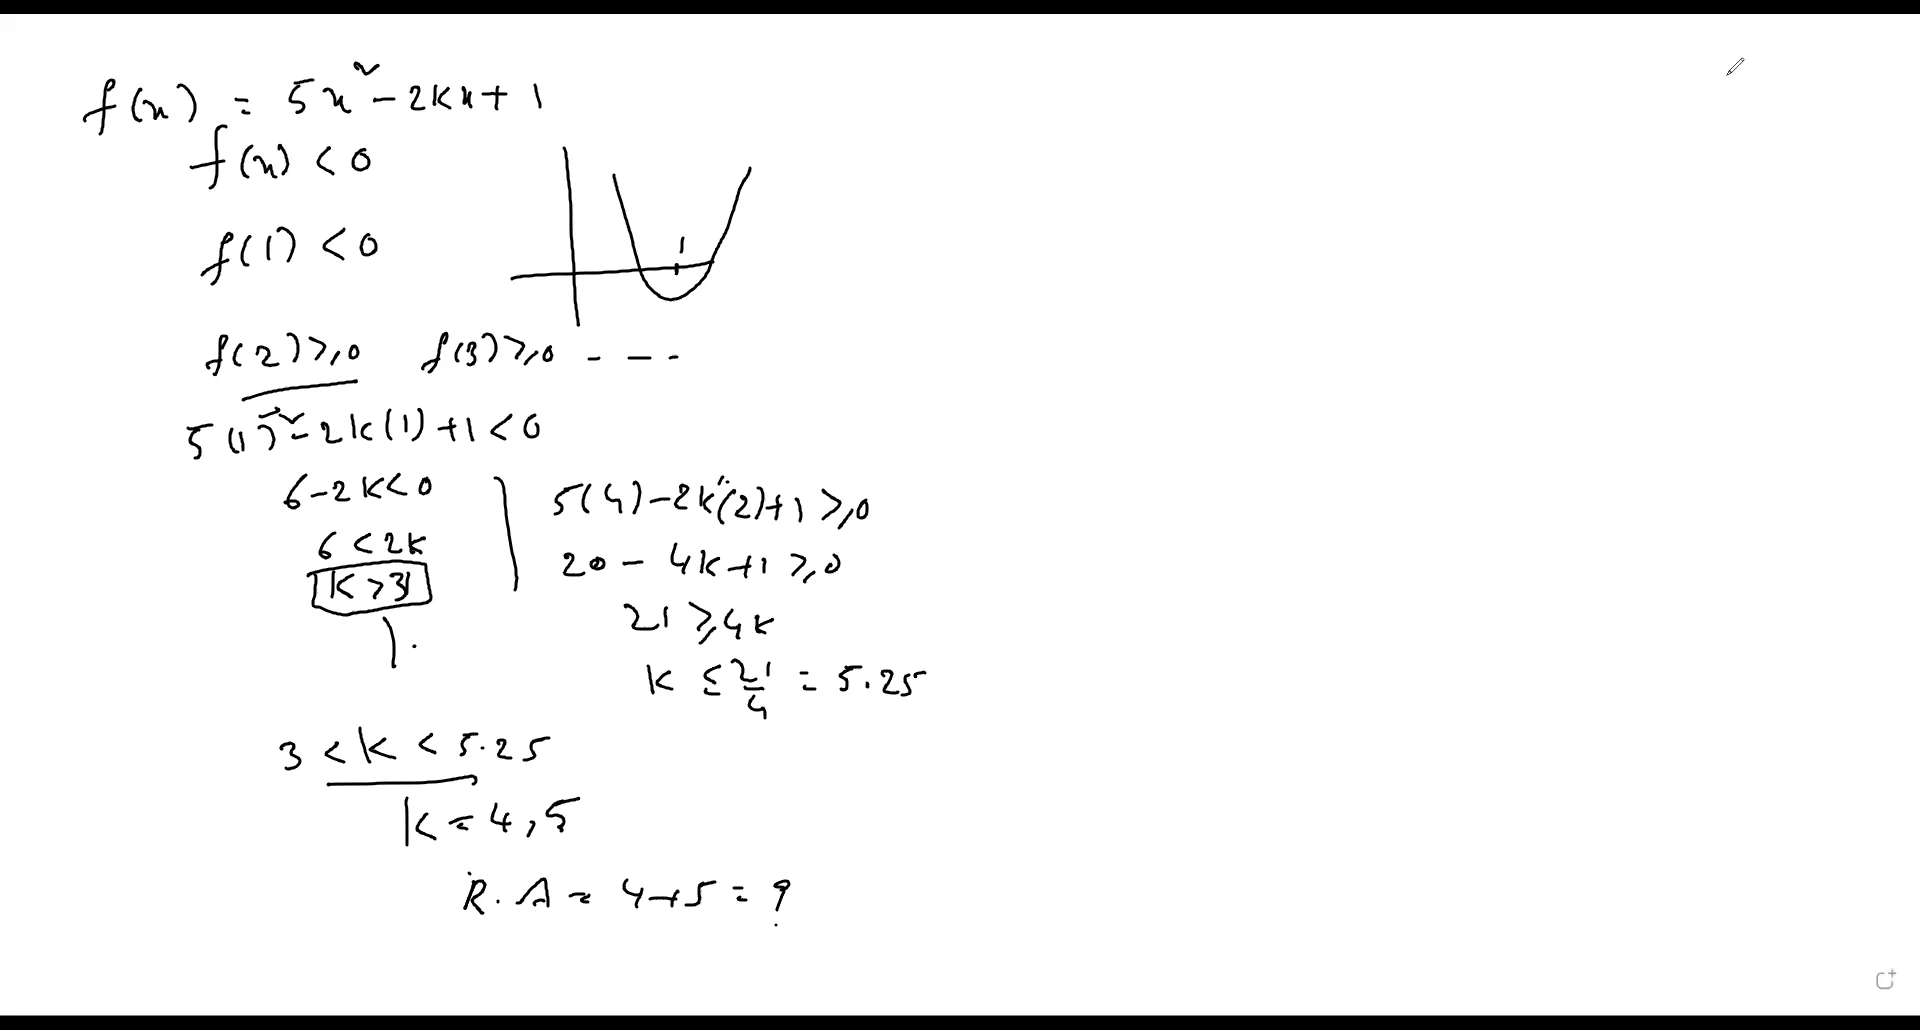 f(x) = 5x² - 2kx + 1
f(x) < 0
f(1) < 0
1
f(2) ≥ 0 f(3) ≥ 0 - - -
5(1)² - 2k(1) + 1 < 0
6 - 2k < 0
6 < 2k
k > 3
5(4) - 2k(2) + 1 ≥ 0
20 - 4k + 1 ≥ 0
21 ≥ 4k
k ≤ 21/4 = 5.25
3 < k < 5.25
k = 4, 5
R. A = 4 + 5 = 9